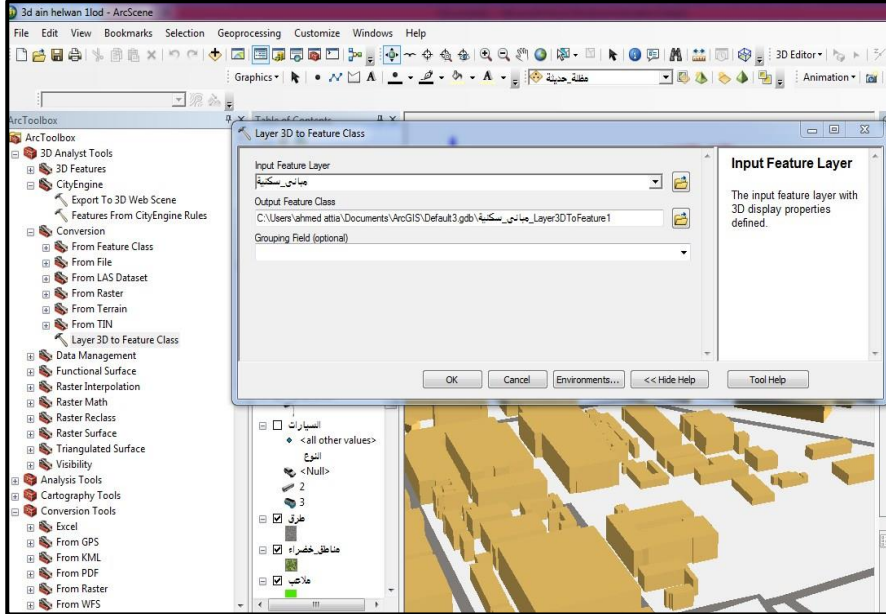 3d ain helwan 1lod - ArcScene
File Edit View Bookmarks Selection Geoprocessing Customize Windows Help
3D Editor
Graphics مظلة_حديثة Animation
ArcToolbox
Table of Contents
ArcToolbox
3D Analyst Tools
3D Features
CityEngine
Export To 3D Web Scene
Features From CityEngine Rules
Conversion
From Feature Class
From File
From LAS Dataset
From Raster
From Terrain
From TIN
Layer 3D to Feature Class
Data Management
Functional Surface
Raster Interpolation
Raster Math
Raster Reclass
Raster Surface
Triangulated Surface
Visibility
Analysis Tools
Cartography Tools
Conversion Tools
Excel
From GPS
From KML
From PDF
From Raster
From WFS
Layer 3D to Feature Class
Input Feature Layer
مباني_سكنية
Output Feature Class
C:\Users\ahmed attia\Documents\ArcGIS\Default3.gdb\مباني_سكنية_Layer3DToFeature1
Grouping Field (optional)
OK Cancel Environments... << Hide Help Tool Help
Input Feature Layer
The input feature layer with
3D display properties
defined.
السيارات
<all other values>
النوع
<Null>
2
3
طرق
مناطق_خضراء
ملاعب